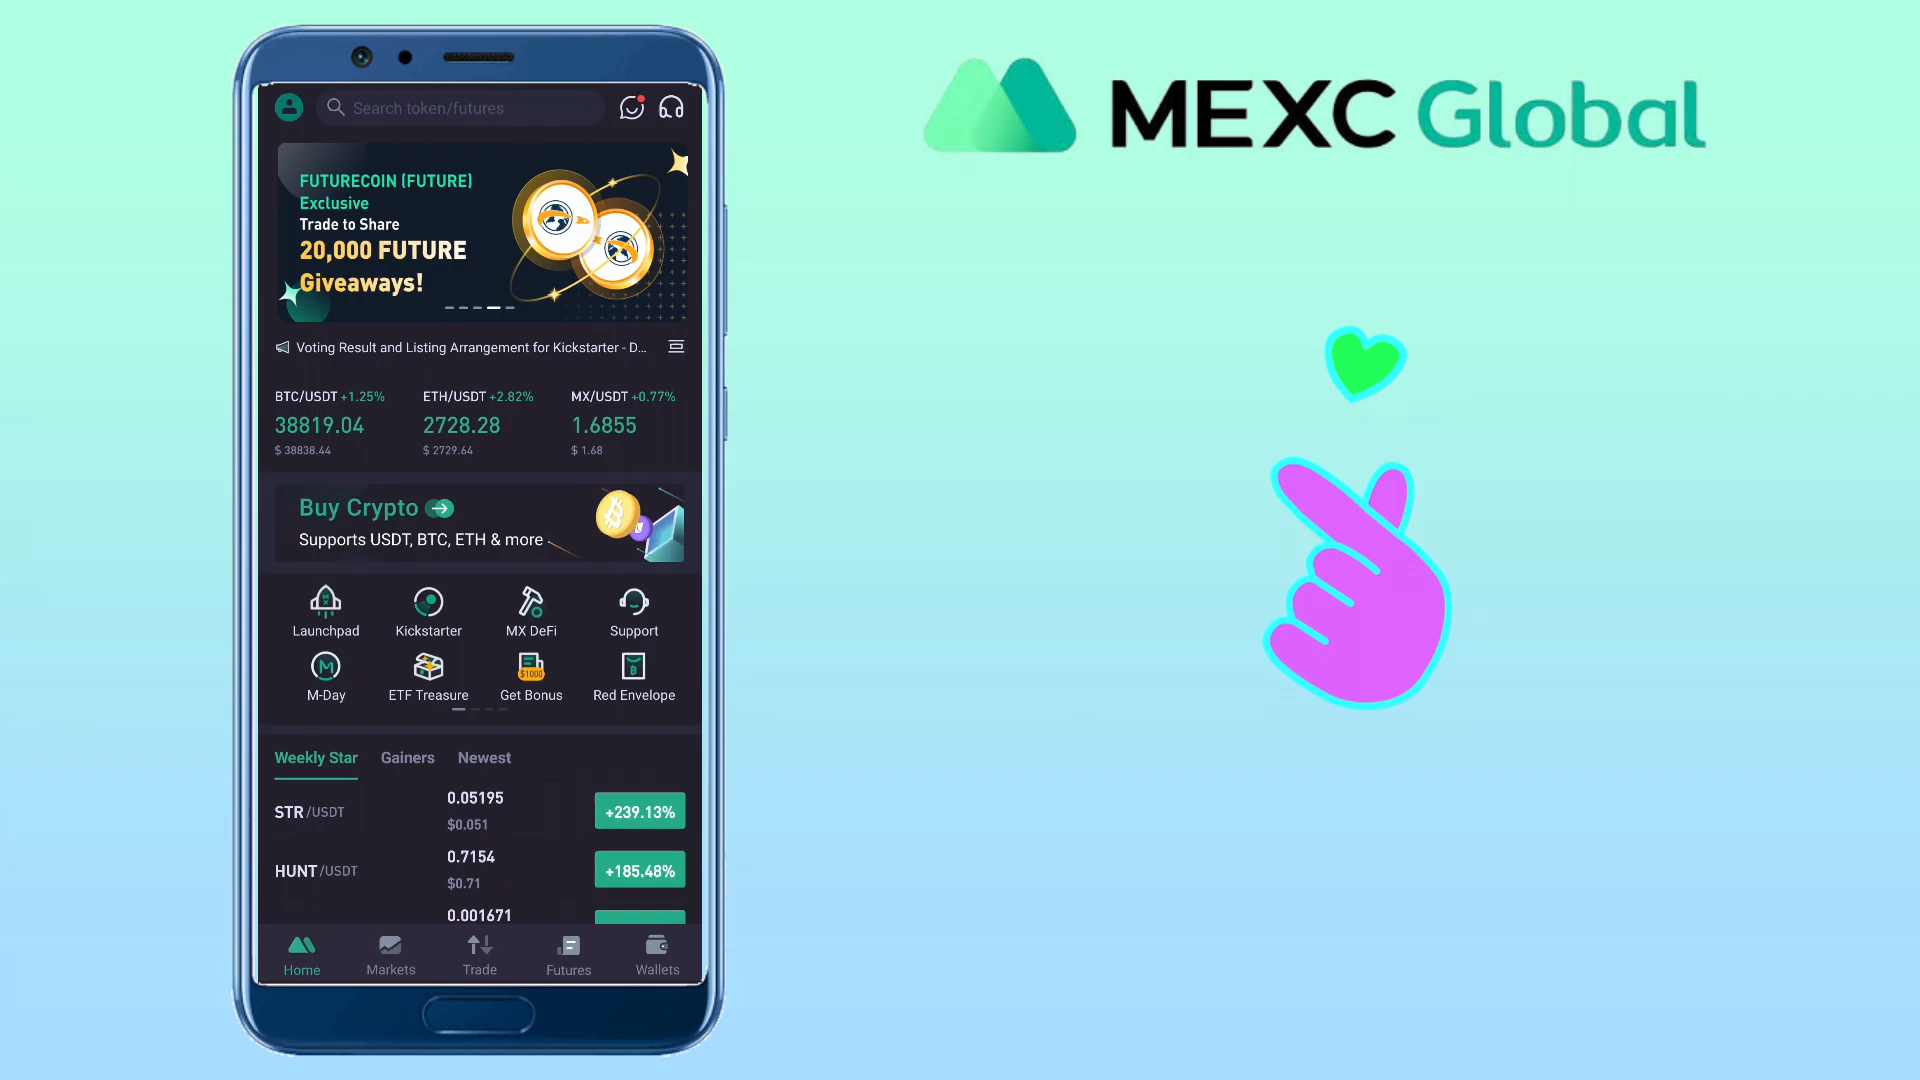 MEXC Global
Search token/futures
FUTURECOIN (FUTURE)
Exclusive
Trade to Share
20,000 FUTURE
Giveaways!
Voting Result and Listing Arrangement for Kickstarter - D...
BTC/USDT +1.25%
38819.04
$ 38838.44
ETH/USDT +2.82%
2728.28
$ 2729.64
MX/USDT +0.77%
1.6855
$ 1.68
Buy Crypto
Supports USDT, BTC, ETH & more
Launchpad
Kickstarter
MX DeFi
Support
$1000
M-Day
ETF Treasure
Get Bonus
Red Envelope
Weekly Star
Gainers
Newest
STR /USDT
0.05195
$0.051
+239.13%
HUNT /USDT
0.7154
$0.71
+185.48%
0.001671
Home
Markets
Trade
Futures
Wallets